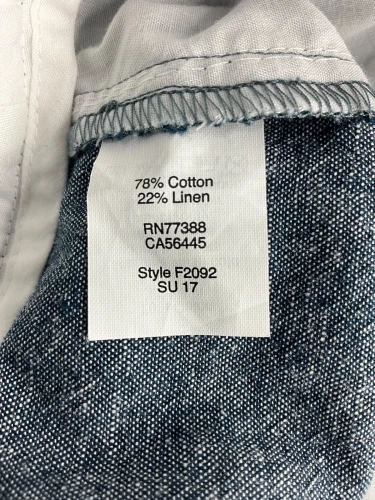 78% Cotton
22% Linen
RN77388
CA56445
Style F2092
SU 17